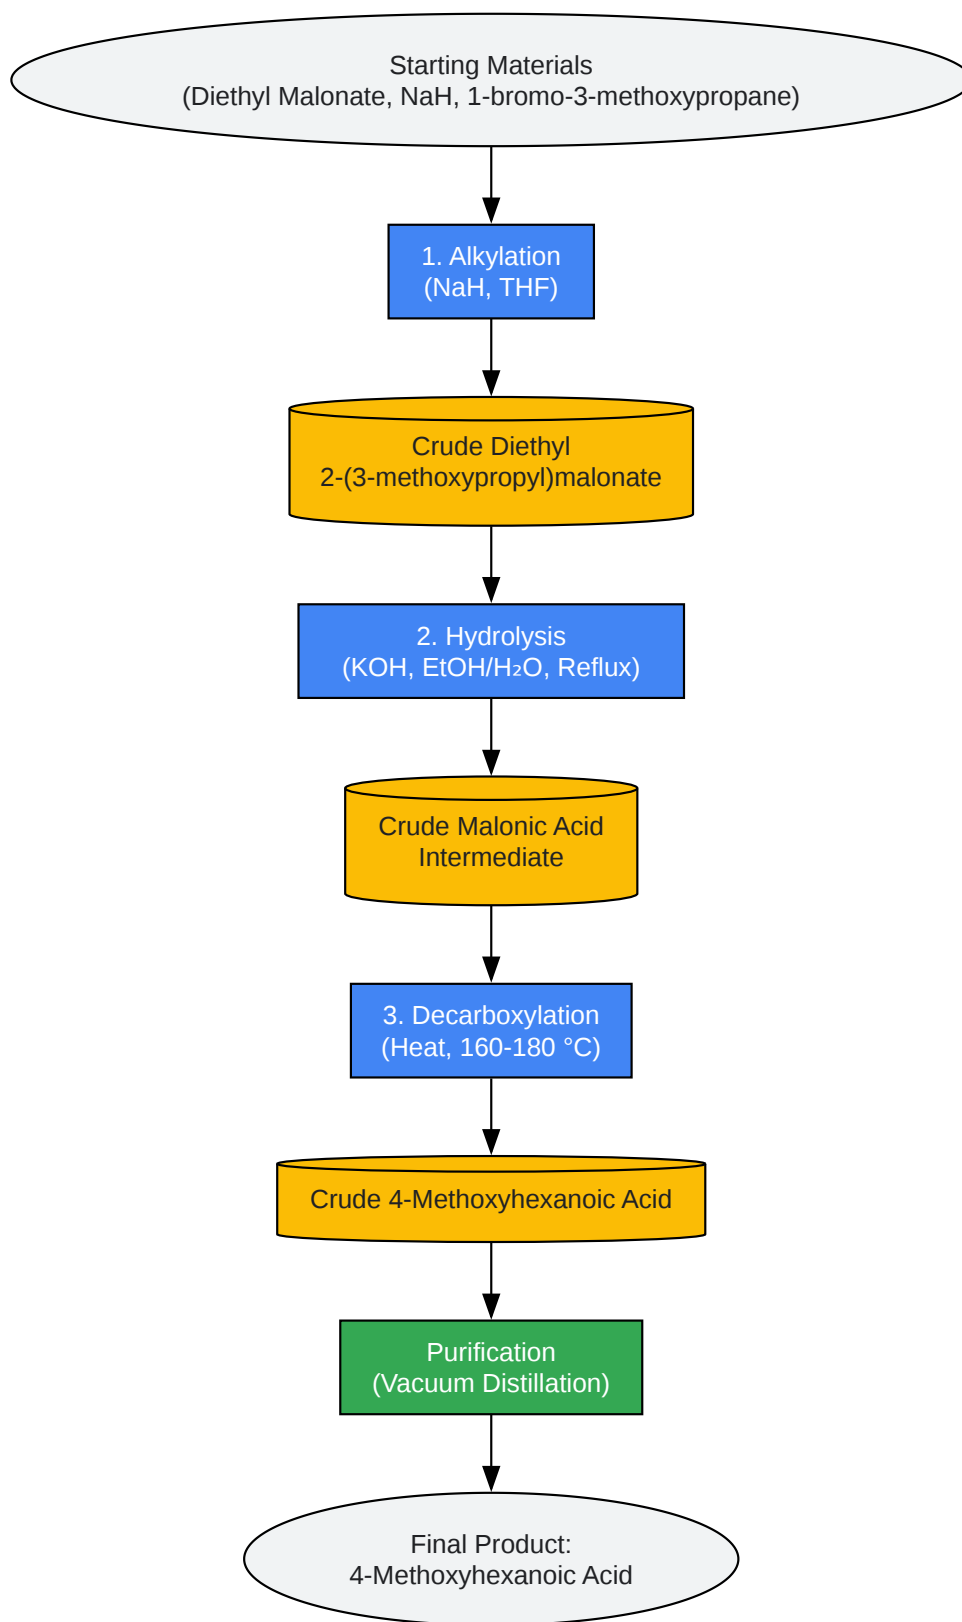 Starting Materials
(Diethyl Malonate, NaH, 1-bromo-3-methoxypropane)
1. Alkylation
(NaH, THF)
Crude Diethyl
2-(3-methoxypropyl)malonate
2. Hydrolysis
(KOH, EtOH/H₂O, Reflux)
Crude Malonic Acid
Intermediate
3. Decarboxylation
(Heat, 160-180 °C)
Crude 4-Methoxyhexanoic Acid
Purification
(Vacuum Distillation)
Final Product:
4-Methoxyhexanoic Acid